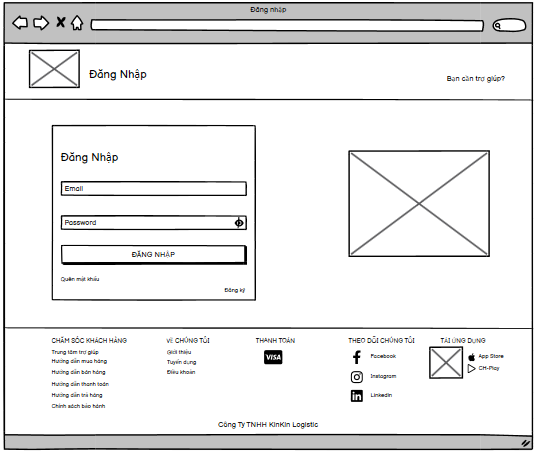 Đăng nhập
Đăng Nhập
Bạn cần trợ giúp?
Đăng Nhập
Email
Password
ĐĂNG NHẬP
Quên mật khẩu
Đăng ký
CHĂM SÓC KHÁCH HÀNG
Trung tâm trợ giúp
Hướng dẫn mua hàng
Hướng dẫn bán hàng
Hướng dẫn thanh toán
Hướng dẫn trả hàng
Chính sách bảo hành
VỀ CHÚNG TÔI
Giới thiệu
Tuyển dụng
Điều khoản
THANH TOÁN
VISA
THEO DÕI CHÚNG TÔI
Facebook
Instagram
LinkedIn
TẢI ỨNG DỤNG
App Store
CH-Play
Công Ty TNHH KinKin Logistic